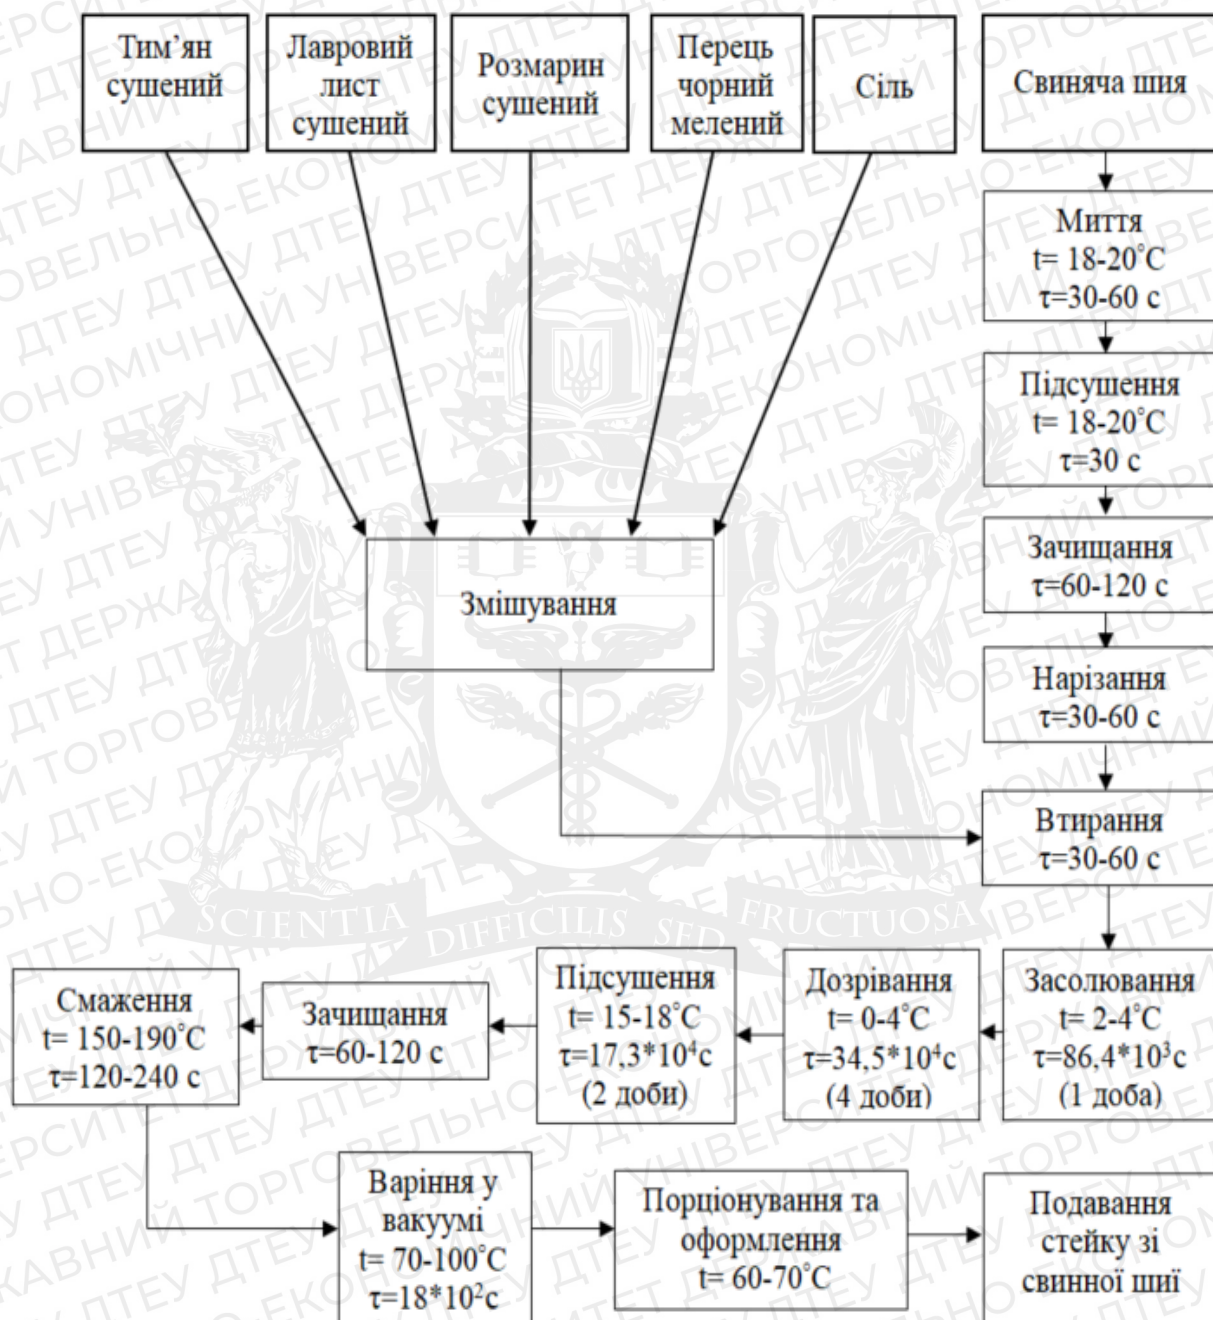 Тим’ян
сушений
Лавровий
лист
сушений
Розмарин
сушений
Перець
чорний
мелений
Сіль
Свиняча шия
Миття
t= 18-20°C
τ=30-60 с
Підсушення
t= 18-20°C
τ=30 с
Зачищання
τ=60-120 с
Нарізання
τ=30-60 с
Змішування
Втирання
τ=30-60 с
Засолювання
t= 2-4°C
τ=86,4*10³с
(1 доба)
Дозрівання
t= 0-4°C
τ=34,5*10⁴с
(4 доби)
Підсушення
t= 15-18°C
τ=17,3*10⁴с
(2 доби)
Зачищання
τ=60-120 с
Смаження
t= 150-190°C
τ=120-240 с
Варіння у
вакуумі
t= 70-100°C
τ=18*10²с
Порціонування та
оформлення
t= 60-70°C
Подавання
стейку зі
свинної шиї
SCIENTIA DIFFICILIS SED FRUCTUOSA